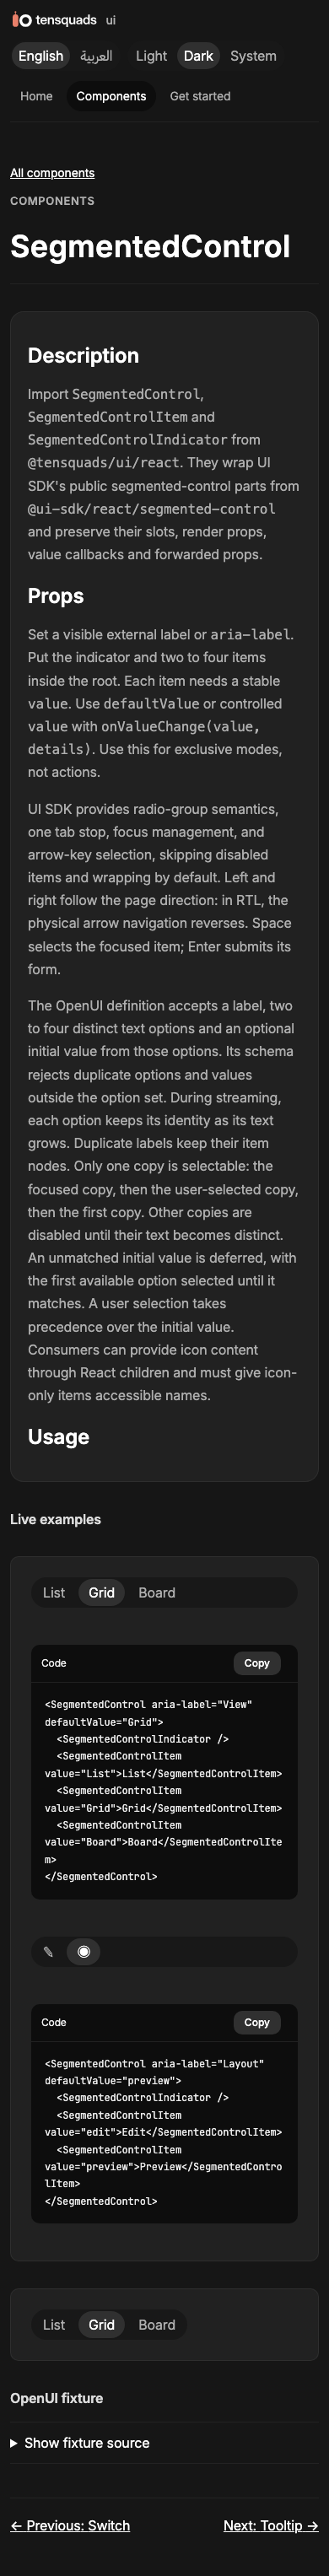 tensquads ui
English العربية Light Dark System
Home Components Get started
All components
COMPONENTS
SegmentedControl
Description
Import SegmentedControl,
SegmentedControlItem and
SegmentedControlIndicator from
@tensquads/ui/react. They wrap UI
SDK's public segmented-control parts from
@ui-sdk/react/segmented-control
and preserve their slots, render props,
value callbacks and forwarded props.
Props
Set a visible external label or aria-label.
Put the indicator and two to four items
inside the root. Each item needs a stable
value. Use defaultValue or controlled
value with onValueChange(value,
details). Use this for exclusive modes,
not actions.
UI SDK provides radio-group semantics,
one tab stop, focus management, and
arrow-key selection, skipping disabled
items and wrapping by default. Left and
right follow the page direction: in RTL, the
physical arrow navigation reverses. Space
selects the focused item; Enter submits its
form.
The OpenUI definition accepts a label, two
to four distinct text options and an optional
initial value from those options. Its schema
rejects duplicate options and values
outside the option set. During streaming,
each option keeps its identity as its text
grows. Duplicate labels keep their item
nodes. Only one copy is selectable: the
focused copy, then the user-selected copy,
then the first copy. Other copies are
disabled until their text becomes distinct.
An unmatched initial value is deferred, with
the first available option selected until it
matches. A user selection takes
precedence over the initial value.
Consumers can provide icon content
through React children and must give icon-
only items accessible names.
Usage
Live examples
List Grid Board
Code Copy
<SegmentedControl aria-label="View"
defaultValue="Grid">
  <SegmentedControlIndicator />
  <SegmentedControlItem
value="List">List</SegmentedControlItem>
  <SegmentedControlItem
value="Grid">Grid</SegmentedControlItem>
  <SegmentedControlItem
value="Board">Board</SegmentedControlIte
m>
</SegmentedControl>
✎ ◉
Code Copy
<SegmentedControl aria-label="Layout"
defaultValue="preview">
  <SegmentedControlIndicator />
  <SegmentedControlItem
value="edit">Edit</SegmentedControlItem>
  <SegmentedControlItem
value="preview">Preview</SegmentedContro
lItem>
</SegmentedControl>
List Grid Board
OpenUI fixture
▶ Show fixture source
← Previous: Switch Next: Tooltip →